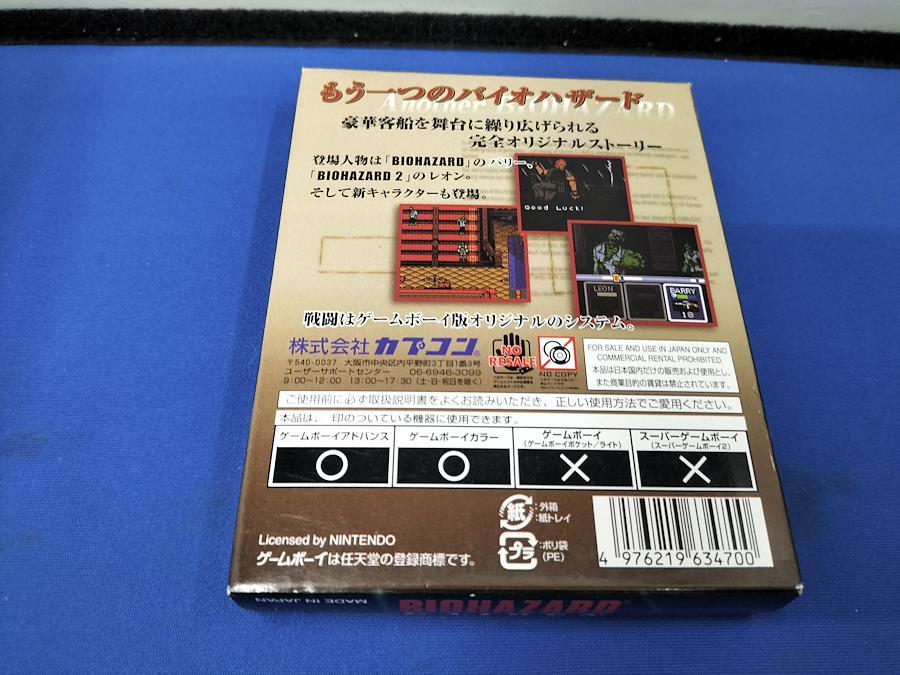 もう一つのバイオハザード
Another BIOHAZARD
豪華客船を舞台に繰り広げられる
完全オリジナルストーリー
登場人物は「BIOHAZARD」のバリー。
「BIOHAZARD 2」のレオン。
そして新キャラクターも登場。
Good Luck!
LEON
BARRY
18
戦闘はゲームボーイ版オリジナルのシステム。
株式会社 カプコン
〒540-0037 大阪市中央区内平野町3丁目1番3号
ユーザーサポートセンター 06-6946-3099
9:00〜12:00 13:00〜17:30 (土・日・祝日を除く)
NO RESALE
NO COPY
FOR SALE AND USE IN JAPAN ONLY AND
COMMERCIAL RENTAL PROHIBITED.
本品は日本国内だけの販売および使用とし、
また商業目的の賃貸は禁止されています。
ご使用前に必ず取扱説明書をよくお読みいただき、正しい使用方法でご愛用ください。
本品は、 印のついている機器に使用できます。
ゲームボーイアドバンス
ゲームボーイカラー
ゲームボーイ
(ゲームボーイポケット/ライト)
スーパーゲームボーイ
(スーパーゲームボーイ2)
紙 :外箱
:紙トレイ
プラ :ポリ袋
(PE)
Licensed by NINTENDO
ゲームボーイは任天堂の登録商標です。
4 976219 634700
MADE IN JAPAN
BIOHAZARD